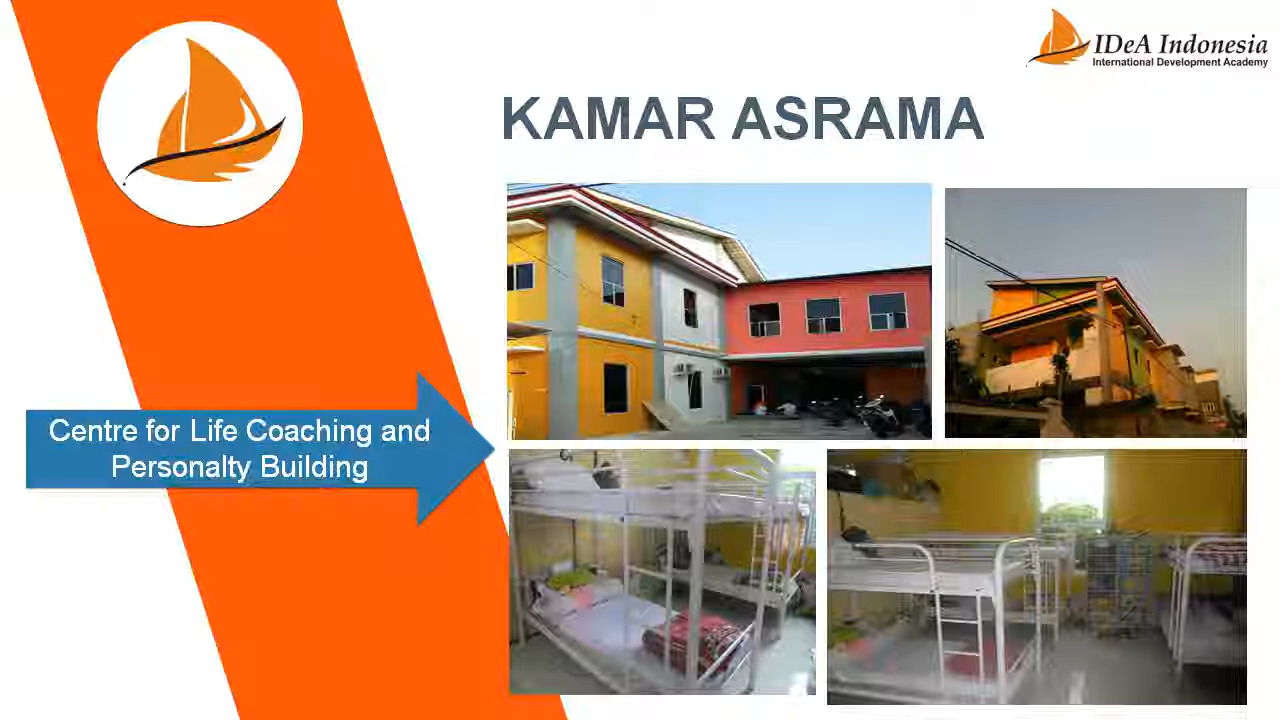 IDeA Indonesia
International Development Academy
KAMAR ASRAMA
Centre for Life Coaching and
Personalty Building